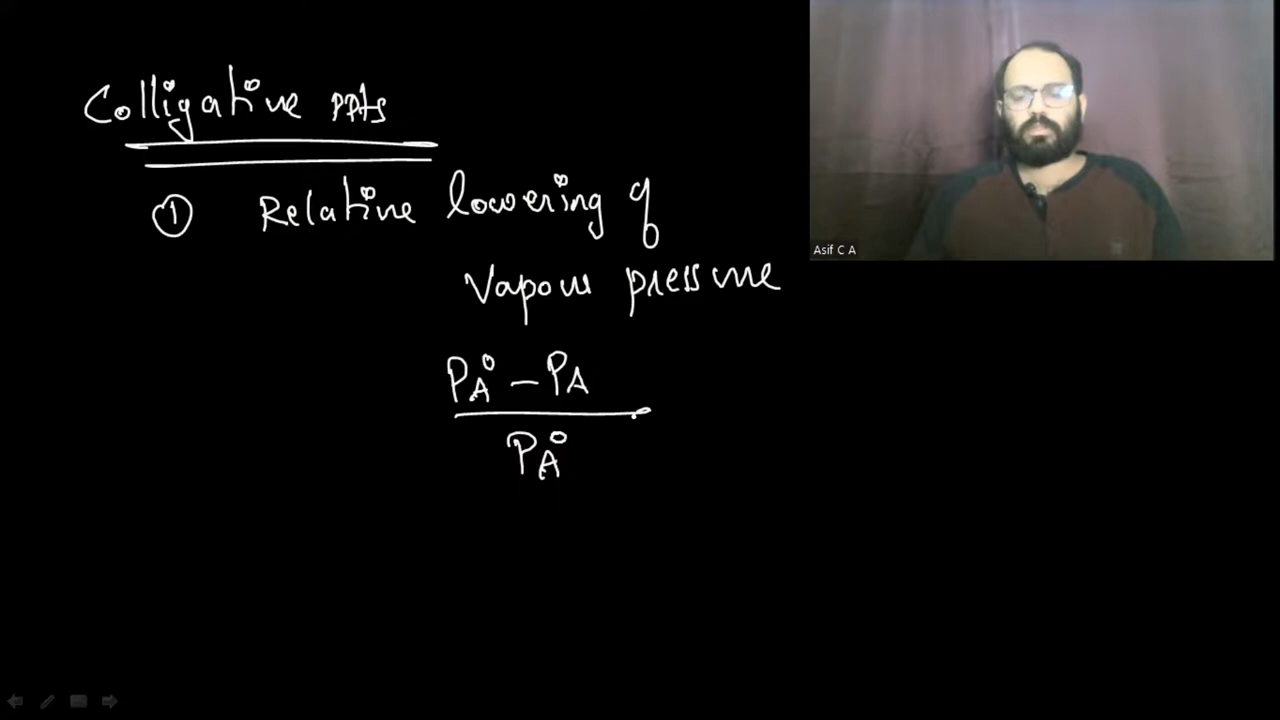 Colligative PPts
① Relative lowering of
Vapour pressure
PA° – PA
PA°
Asif C A